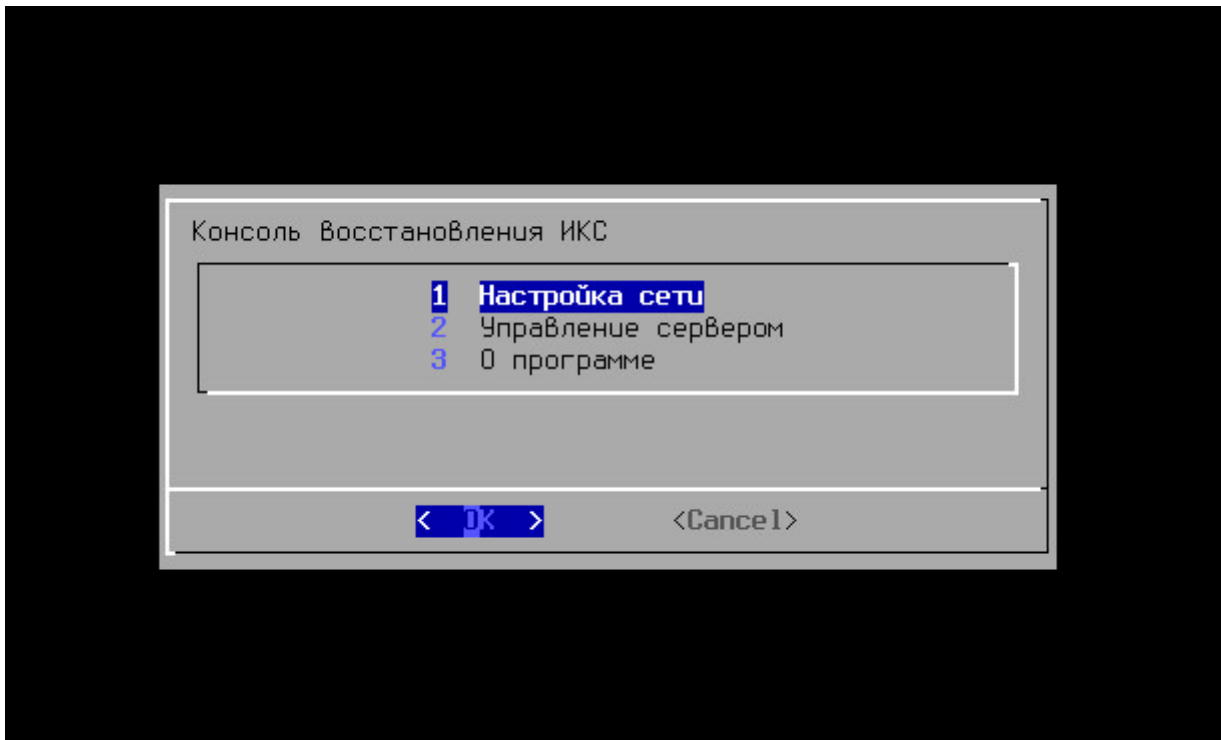 Консоль восстановления ИКС
1 Настройка сети
2 Управление сервером
3 О программе
< OK > <Cancel>